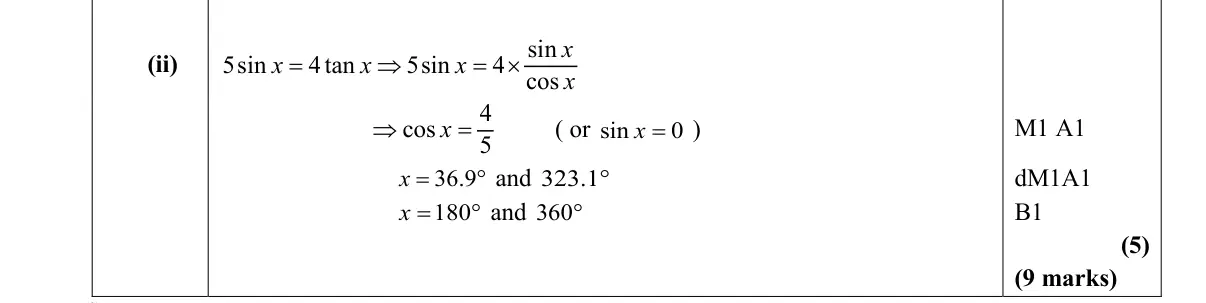 (ii) 5 sin x = 4 tan x ⇒ 5 sin x = 4 × sin x / cos x
⇒ cos x = 4/5 ( or sin x = 0 ) M1 A1
x = 36.9° and 323.1° dM1A1
x = 180° and 360° B1
(5)
(9 marks)